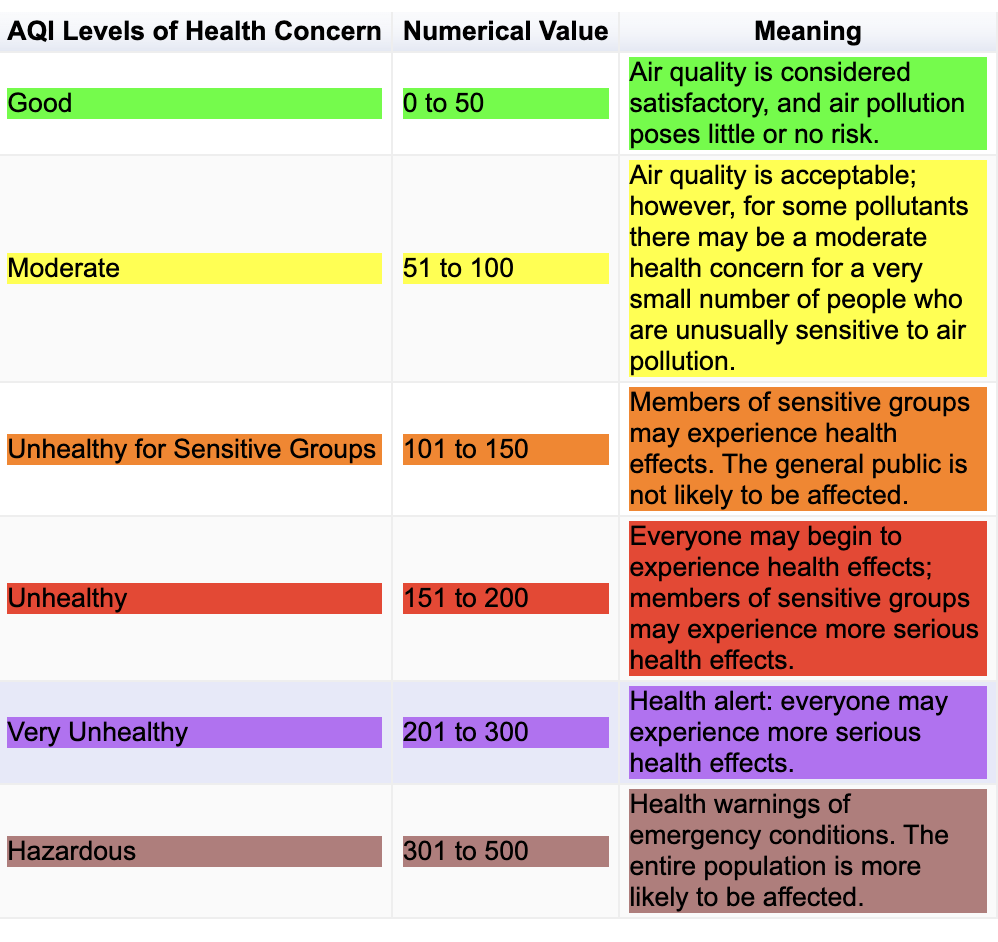 AQI Levels of Health Concern Numerical Value Meaning
Good 0 to 50 Air quality is considered
satisfactory, and air pollution
poses little or no risk.
Moderate 51 to 100 Air quality is acceptable;
however, for some pollutants
there may be a moderate
health concern for a very
small number of people who
are unusually sensitive to air
pollution.
Unhealthy for Sensitive Groups 101 to 150 Members of sensitive groups
may experience health
effects. The general public is
not likely to be affected.
Unhealthy 151 to 200 Everyone may begin to
experience health effects;
members of sensitive groups
may experience more serious
health effects.
Very Unhealthy 201 to 300 Health alert: everyone may
experience more serious
health effects.
Hazardous 301 to 500 Health warnings of
emergency conditions. The
entire population is more
likely to be affected.